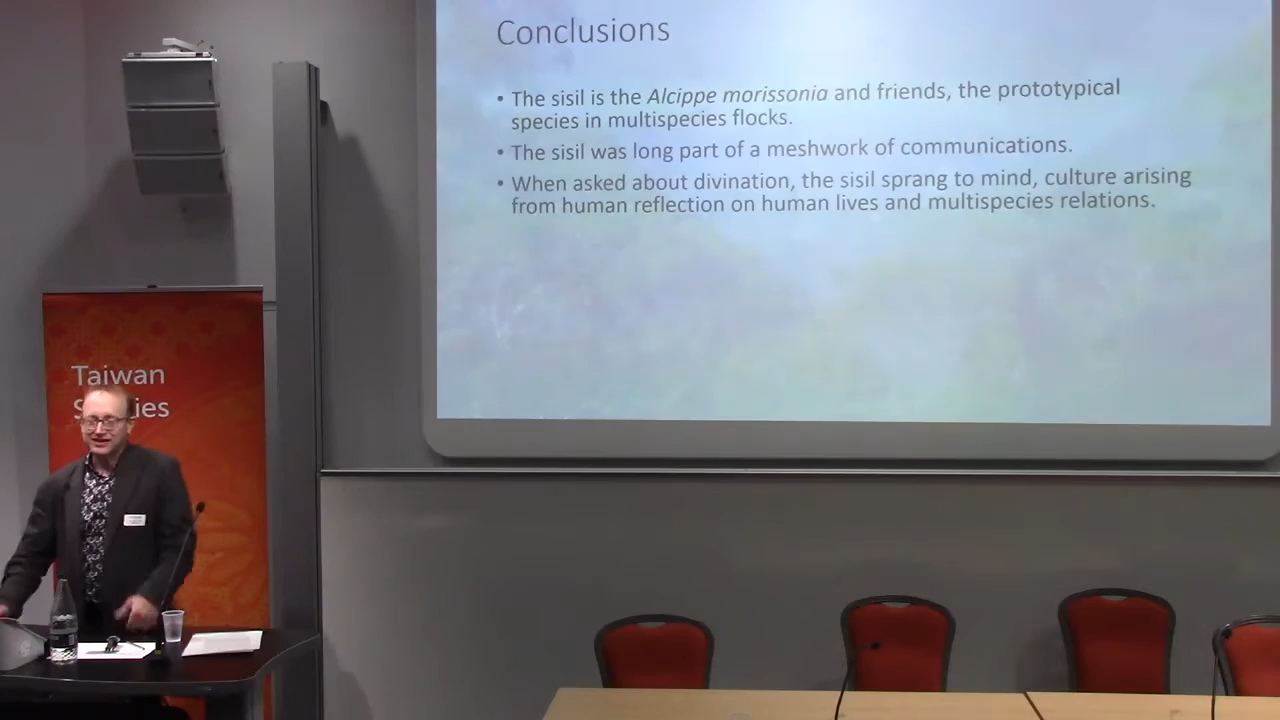 Conclusions
• The sisil is the Alcippe morissonia and friends, the prototypical
species in multispecies flocks.
• The sisil was long part of a meshwork of communications.
• When asked about divination, the sisil sprang to mind, culture arising
from human reflection on human lives and multispecies relations.
Taiwan